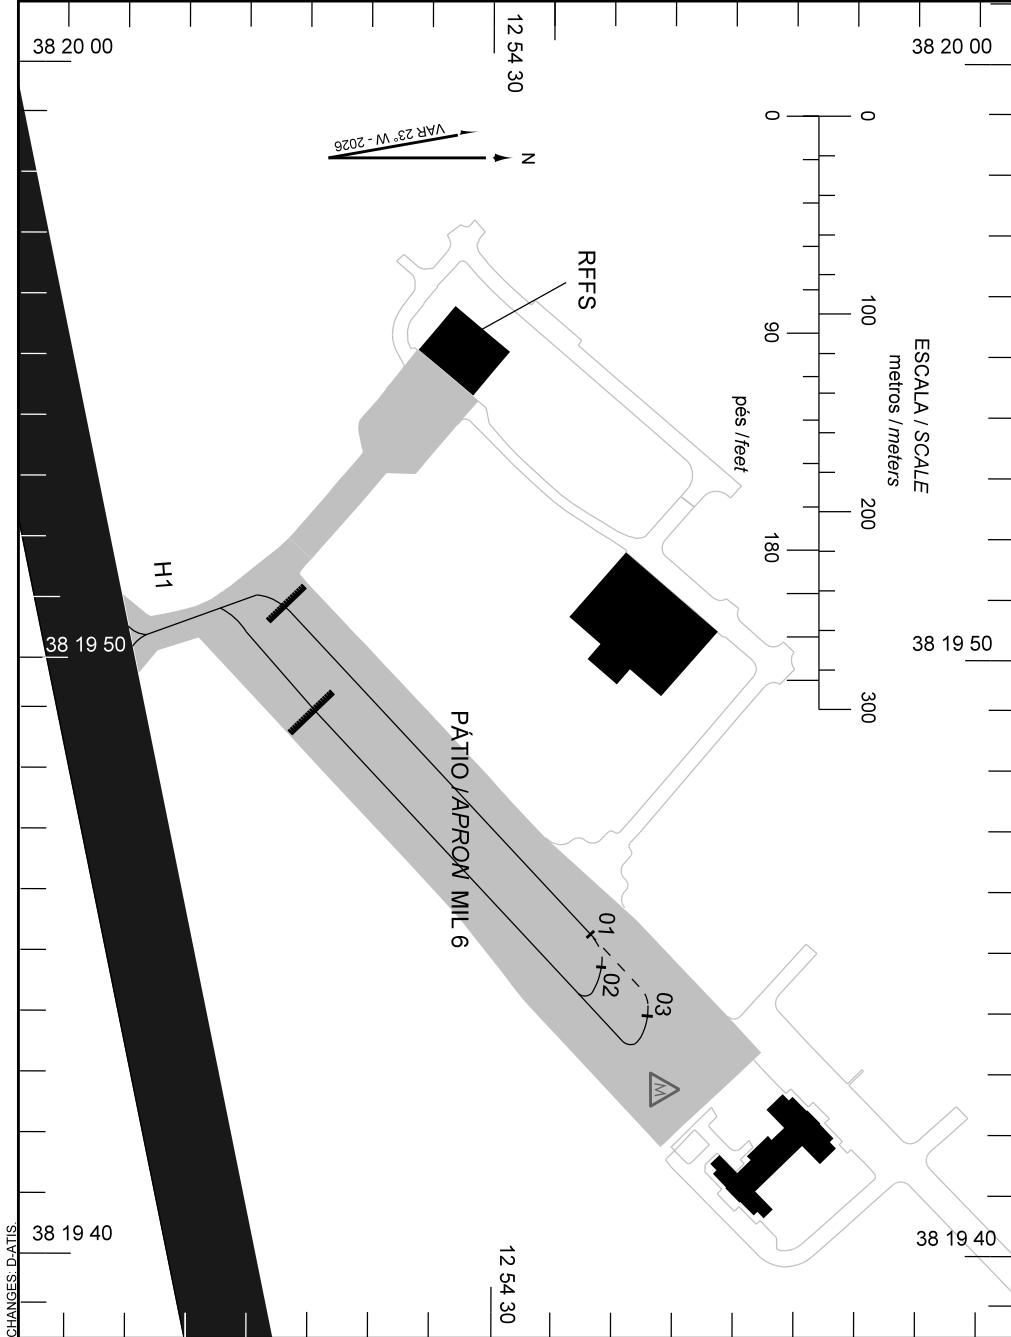 38 20 00
12 54 30
38 20 00
VAR 23° W - 2026
N
0
0
RFFS
100
90
ESCALA / SCALE
metros / meters
pés / feet
200
180
H1
38 19 50
38 19 50
300
PÁTIO / APRON MIL 6
01
02
03
M
38 19 40
12 54 30
38 19 40
CHANGES: D-ATIS.